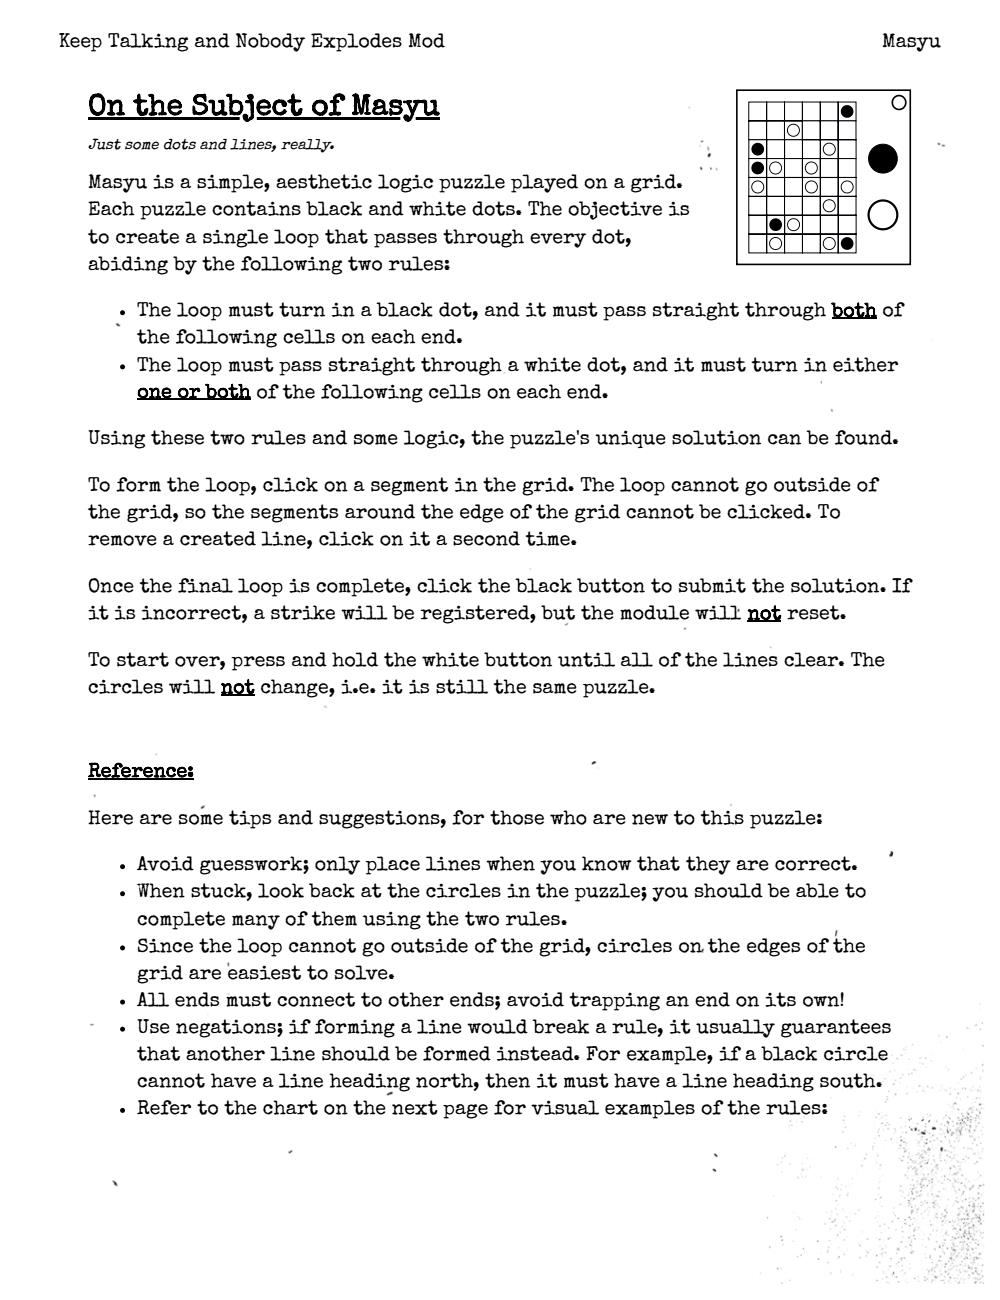 Keep Talking and Nobody Explodes Mod
Masyu
On the Subject of Masyu
Just some dots and lines, really.
Masyu is a simple, aesthetic logic puzzle played on a grid.
Each puzzle contains black and white dots. The objective is
to create a single loop that passes through every dot,
abiding by the following two rules:
• The loop must turn in a black dot, and it must pass straight through both of
the following cells on each end.
• The loop must pass straight through a white dot, and it must turn in either
one or both of the following cells on each end.
Using these two rules and some logic, the puzzle's unique solution can be found.
To form the loop, click on a segment in the grid. The loop cannot go outside of
the grid, so the segments around the edge of the grid cannot be clicked. To
remove a created line, click on it a second time.
Once the final loop is complete, click the black button to submit the solution. If
it is incorrect, a strike will be registered, but the module will not reset.
To start over, press and hold the white button until all of the lines clear. The
circles will not change, i.e. it is still the same puzzle.
Reference:
Here are some tips and suggestions, for those who are new to this puzzle:
• Avoid guesswork; only place lines when you know that they are correct.
• When stuck, look back at the circles in the puzzle; you should be able to
complete many of them using the two rules.
• Since the loop cannot go outside of the grid, circles on the edges of the
grid are easiest to solve.
• All ends must connect to other ends; avoid trapping an end on its own!
• Use negations; if forming a line would break a rule, it usually guarantees
that another line should be formed instead. For example, if a black circle
cannot have a line heading north, then it must have a line heading south.
• Refer to the chart on the next page for visual examples of the rules: